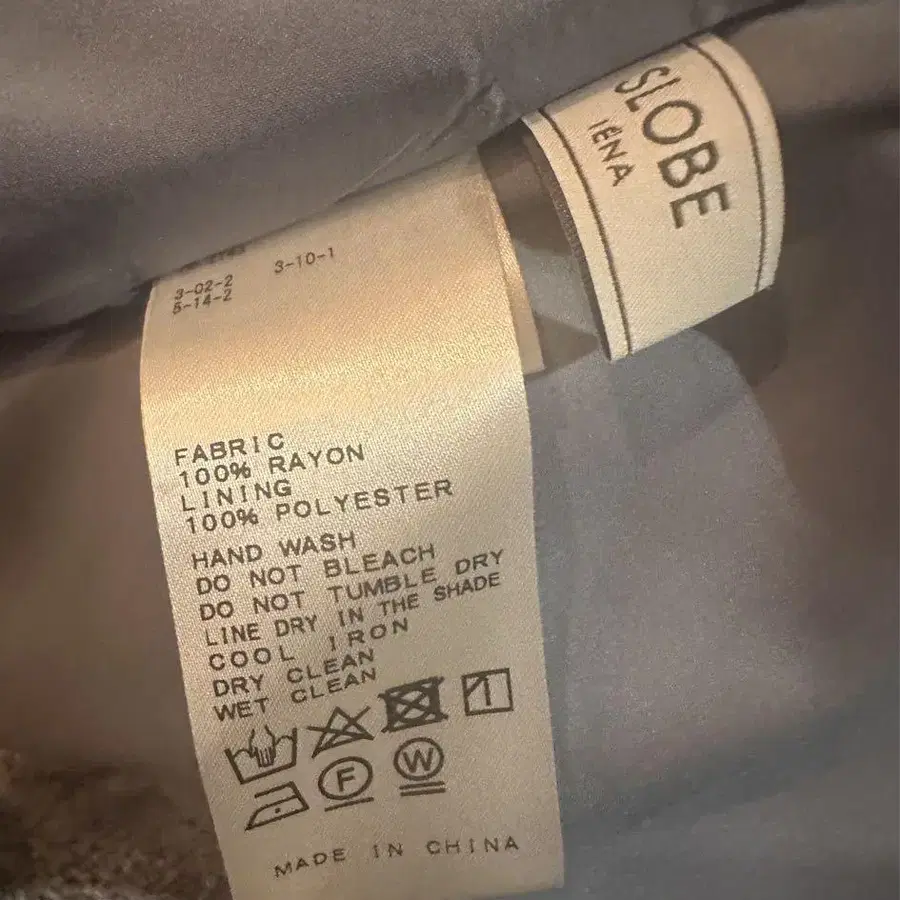 SLOBE
IÉNA
3-02-2 3-10-1
5-14-2
FABRIC
100% RAYON
LINING
100% POLYESTER
HAND WASH
DO NOT BLEACH
DO NOT TUMBLE DRY
LINE DRY IN THE SHADE
COOL IRON
DRY CLEAN
WET CLEAN
F W
MADE IN CHINA